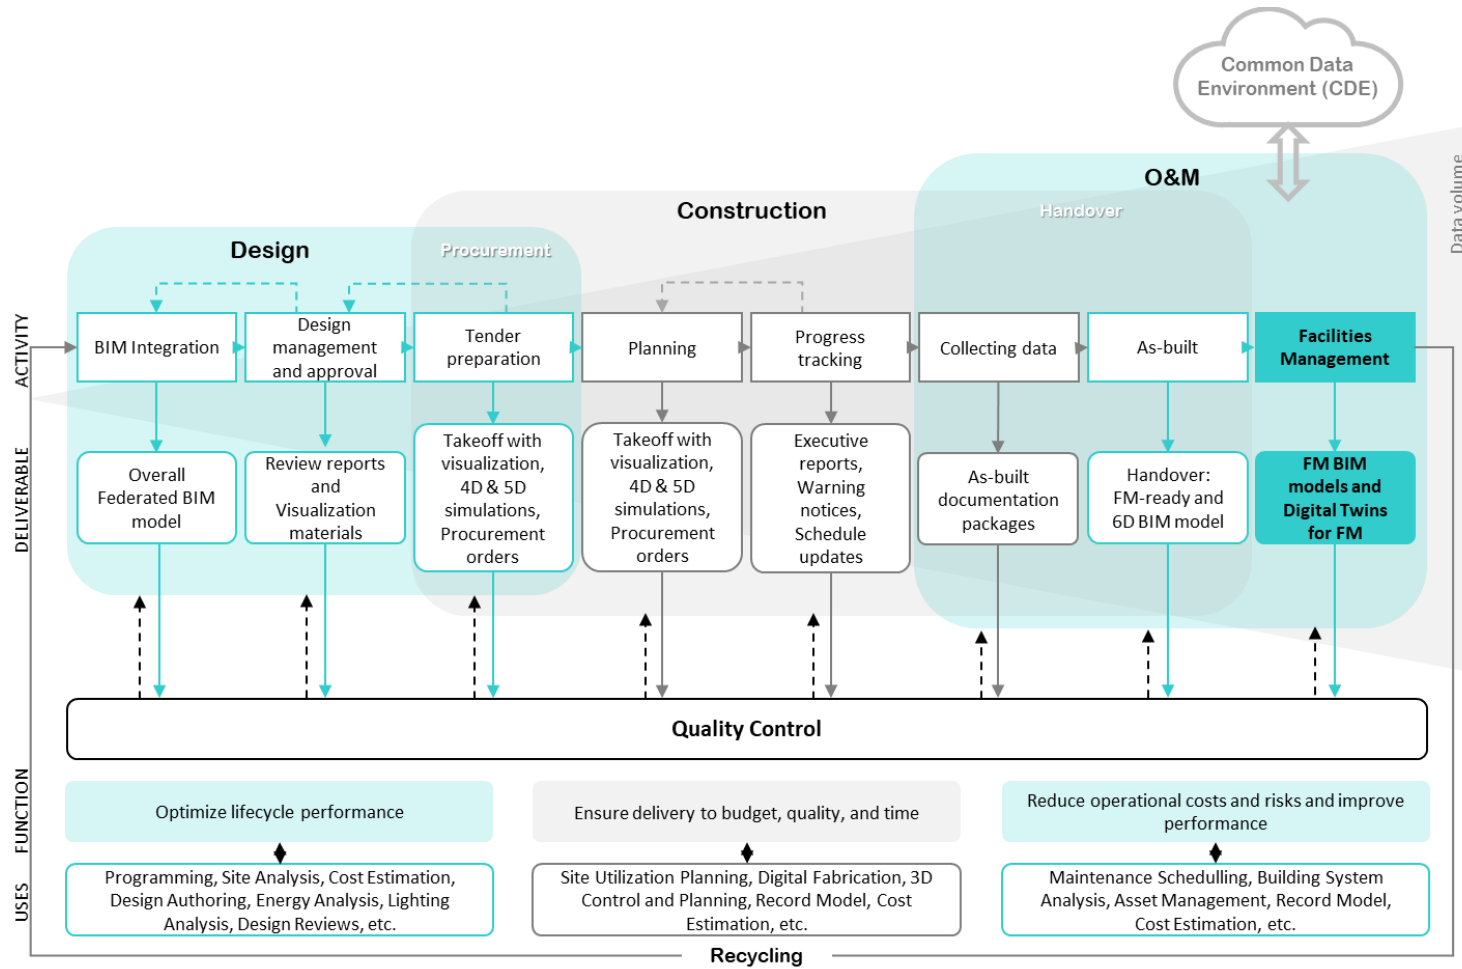 Common Data
Environment (CDE)
Data volume
O&M
Construction
Handover
Design
Procurement
ACTIVITY
BIM Integration
Design
management
and approval
Tender
preparation
Planning
Progress
tracking
Collecting data
As-built
Facilities
Management
DELIVERABLE
Overall
Federated BIM
model
Review reports
and
Visualization
materials
Takeoff with
visualization,
4D & 5D
simulations,
Procurement
orders
Takeoff with
visualization,
4D & 5D
simulations,
Procurement
orders
Executive
reports,
Warning
notices,
Schedule
updates
As-built
documentation
packages
Handover:
FM-ready and
6D BIM model
FM BIM
models and
Digital Twins
for FM
Quality Control
FUNCTION
Optimize lifecycle performance
Ensure delivery to budget, quality, and time
Reduce operational costs and risks and improve
performance
USES
Programming, Site Analysis, Cost Estimation,
Design Authoring, Energy Analysis, Lighting
Analysis, Design Reviews, etc.
Site Utilization Planning, Digital Fabrication, 3D
Control and Planning, Record Model, Cost
Estimation, etc.
Maintenance Schedulling, Building System
Analysis, Asset Management, Record Model,
Cost Estimation, etc.
Recycling